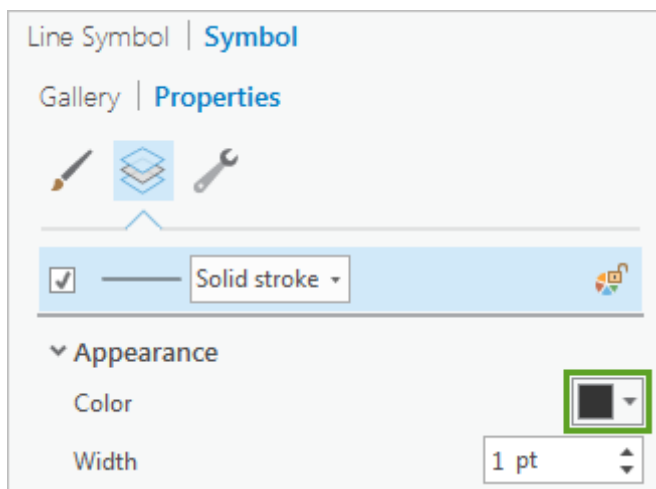 Line Symbol | Symbol
Gallery | Properties
Solid stroke
Appearance
Color
Width 1 pt